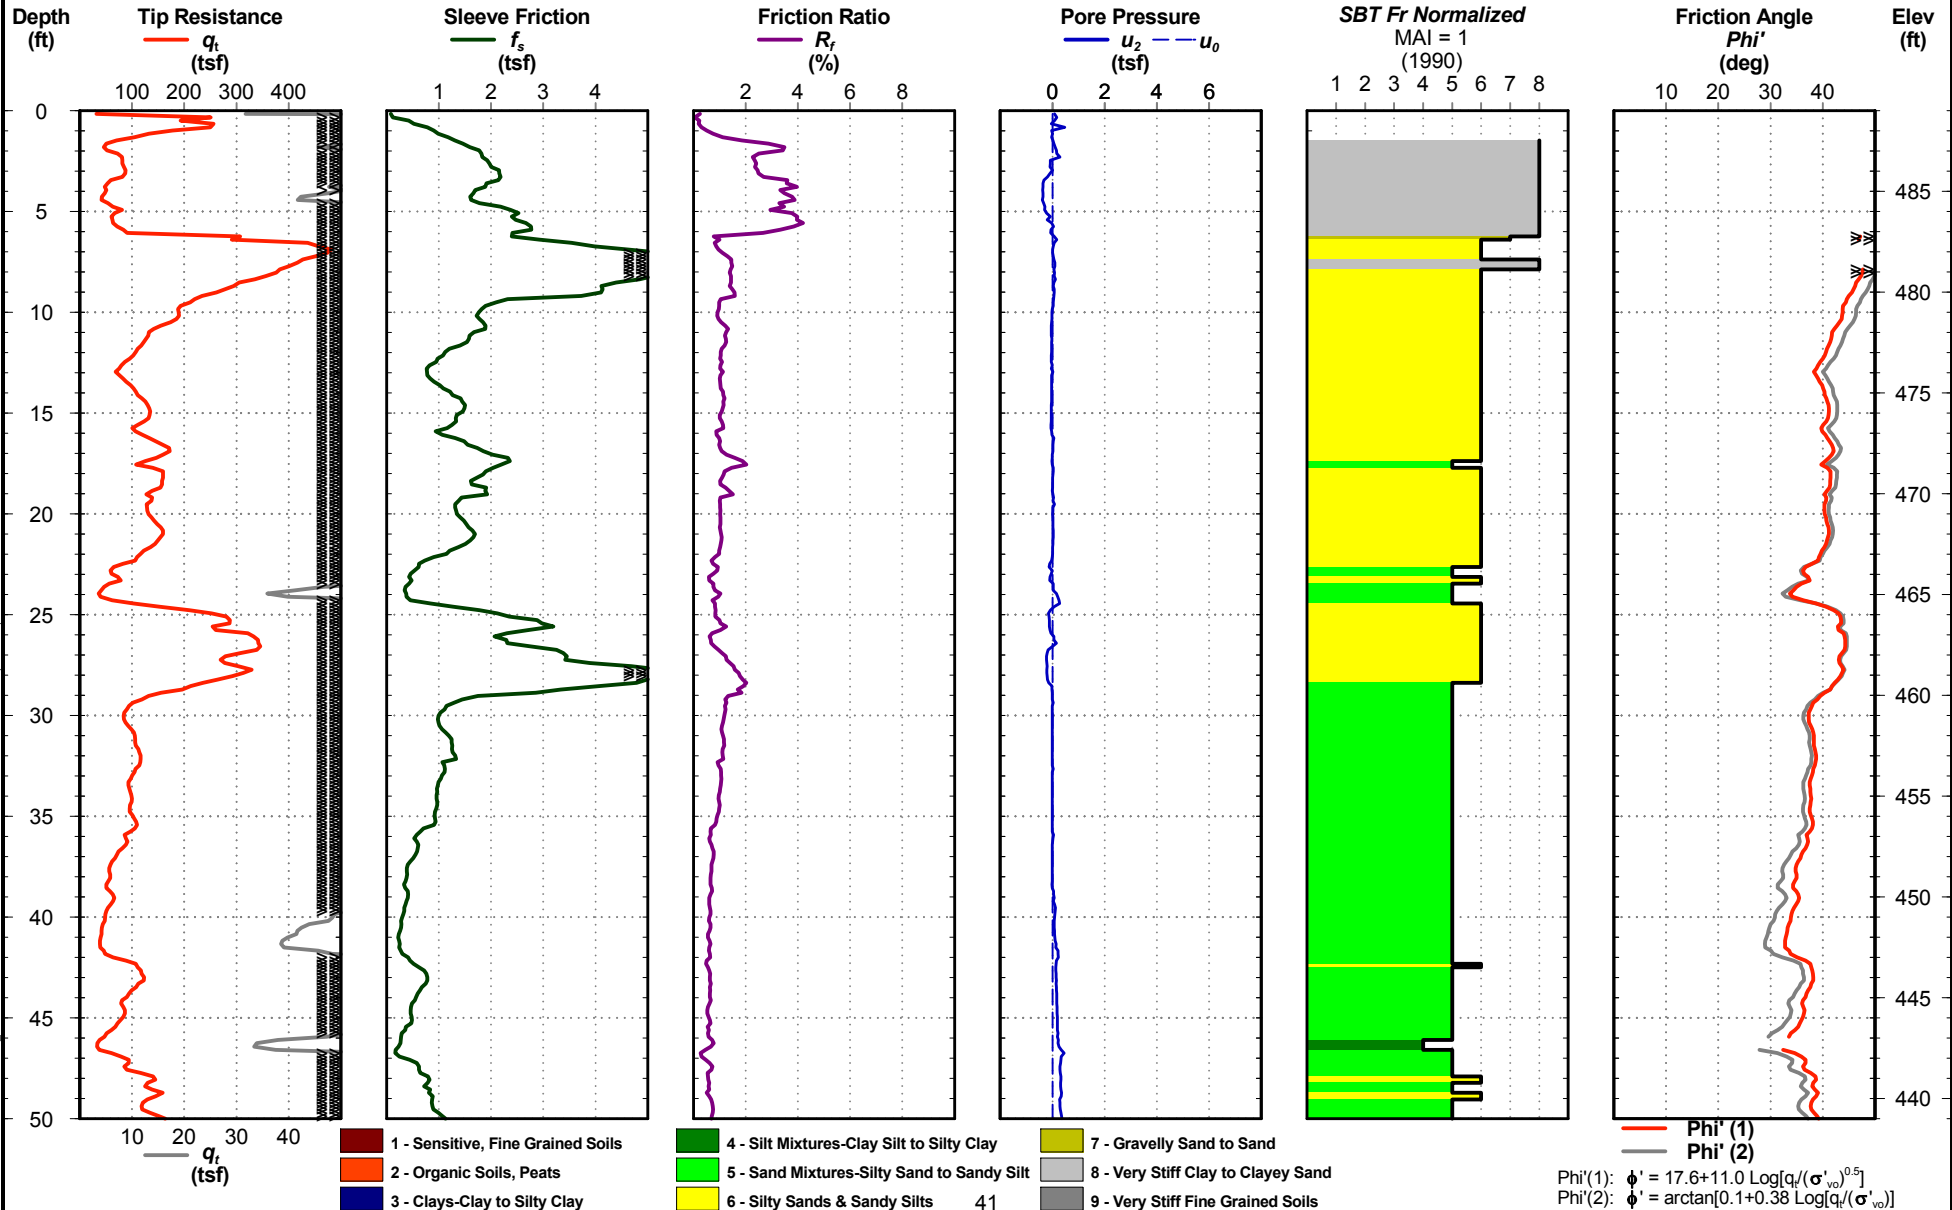 Depth
(ft)
Tip Resistance
qt
(tsf)
Sleeve Friction
fs
(tsf)
Friction Ratio
Rf
(%)
Pore Pressure
u2 u0
(tsf)
SBT Fr Normalized
MAI = 1
(1990)
Friction Angle
Phi'
(deg)
Elev
(ft)
100 200 300 400
1 2 3 4
2 4 6 8
0 2 4 6
1 2 3 4 5 6 7 8
10 20 30 40
0
5
10
15
20
25
30
35
40
45
50
485
480
475
470
465
460
455
450
445
440
10 20 30 40
qt
(tsf)
1 - Sensitive, Fine Grained Soils
2 - Organic Soils, Peats
3 - Clays-Clay to Silty Clay
4 - Silt Mixtures-Clay Silt to Silty Clay
5 - Sand Mixtures-Silty Sand to Sandy Silt
6 - Silty Sands & Sandy Silts
41
7 - Gravelly Sand to Sand
8 - Very Stiff Clay to Clayey Sand
9 - Very Stiff Fine Grained Soils
Phi' (1)
Phi' (2)
Phi'(1): ϕ' = 17.6+11.0 Log[qt/(σ'vo)^0.5]
Phi'(2): ϕ' = arctan[0.1+0.38 Log[qt/(σ'vo)]